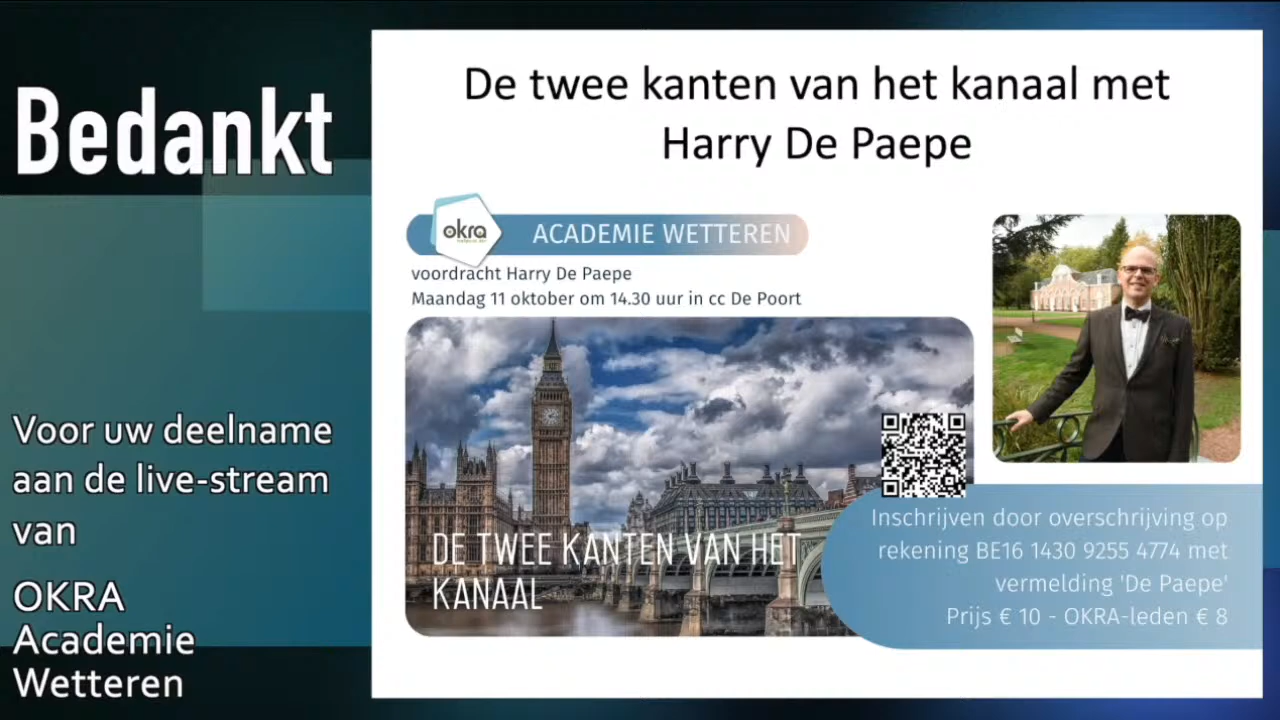 Bedankt
Voor uw deelname
aan de live-stream
van
OKRA
Academie
Wetteren
De twee kanten van het kanaal met
Harry De Paepe
okra
ACADEMIE WETTEREN
voordracht Harry De Paepe
Maandag 11 oktober om 14.30 uur in cc De Poort
DE TWEE KANTEN VAN HET
KANAAL
Inschrijven door overschrijving op
rekening BE16 1430 9255 4774 met
vermelding 'De Paepe'
Prijs € 10 - OKRA-leden € 8